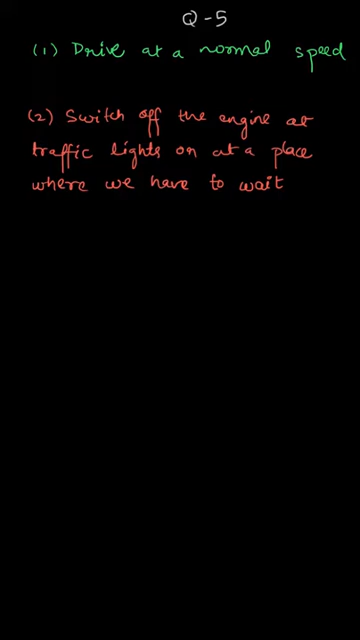 Q-5
(1) Drive at a normal speed
(2) Switch off the engine at
traffic lights on at a place
where we have to wait